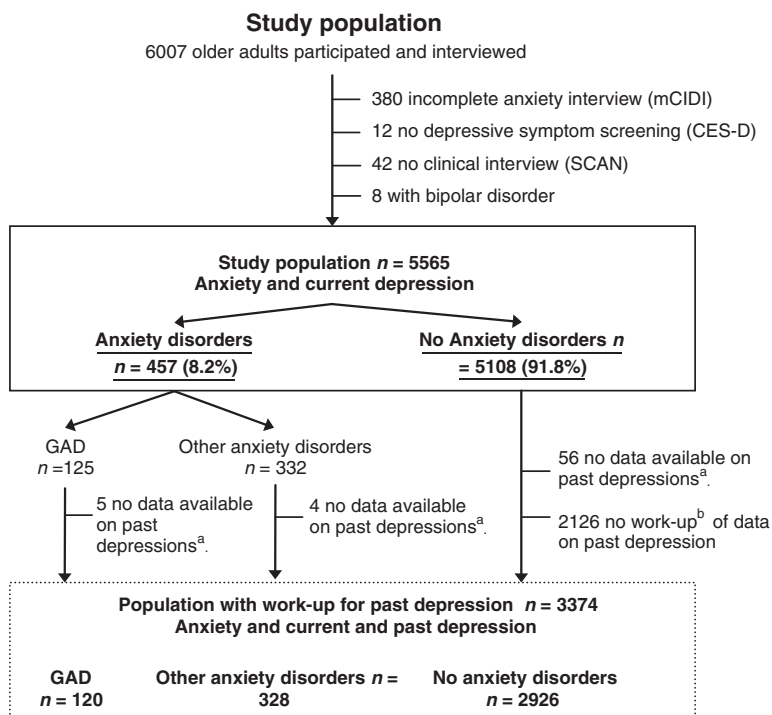 Study population
6007 older adults participated and interviewed
380 incomplete anxiety interview (mCIDI)
12 no depressive symptom screening (CES-D)
42 no clinical interview (SCAN)
8 with bipolar disorder
Study population n = 5565
Anxiety and current depression
Anxiety disorders
n = 457 (8.2%)
No Anxiety disorders n
= 5108 (91.8%)
GAD
n =125
Other anxiety disorders
n = 332
5 no data available
on past
depressionsa.
4 no data available
on past depressionsa.
56 no data available on
past depressionsa.
2126 no work-upb of data
on past depression
Population with work-up for past depression n = 3374
Anxiety and current and past depression
GAD
n = 120
Other anxiety disorders n =
328
No anxiety disorders
n = 2926